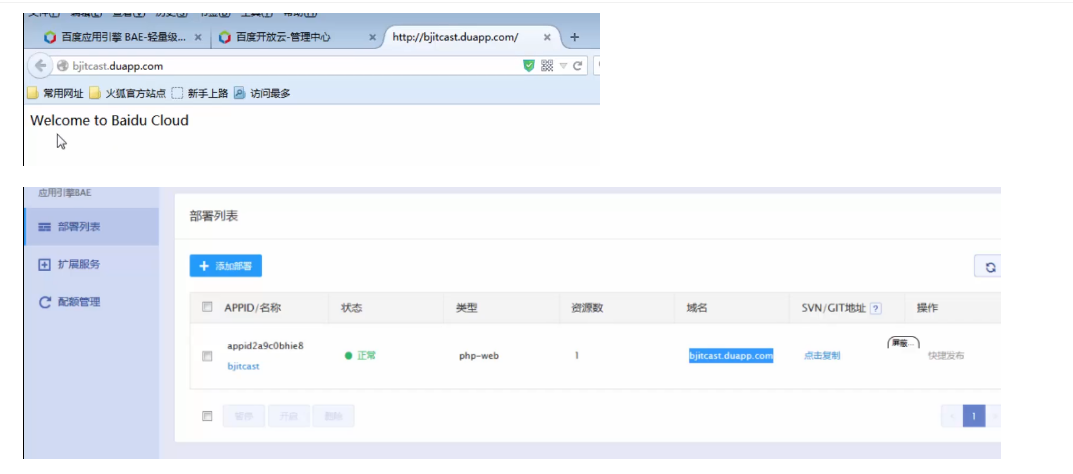 百度应用引擎 BAE-轻量级...
百度开放云-管理中心
http://bjitcast.duapp.com/
bjitcast.duapp.com
常用网址 火狐官方站点 新手上路 访问最多
Welcome to Baidu Cloud
应用引擎BAE
部署列表
扩展服务
配额管理
部署列表
添加部署
APPID/名称 状态 类型 资源数 域名 SVN/GIT地址 ? 操作
appid2a9c0bhie8
bjitcast
正常 php-web 1 bjitcast.duapp.com 点击复制 快捷发布
屏蔽...
暂停 开启 删除
1